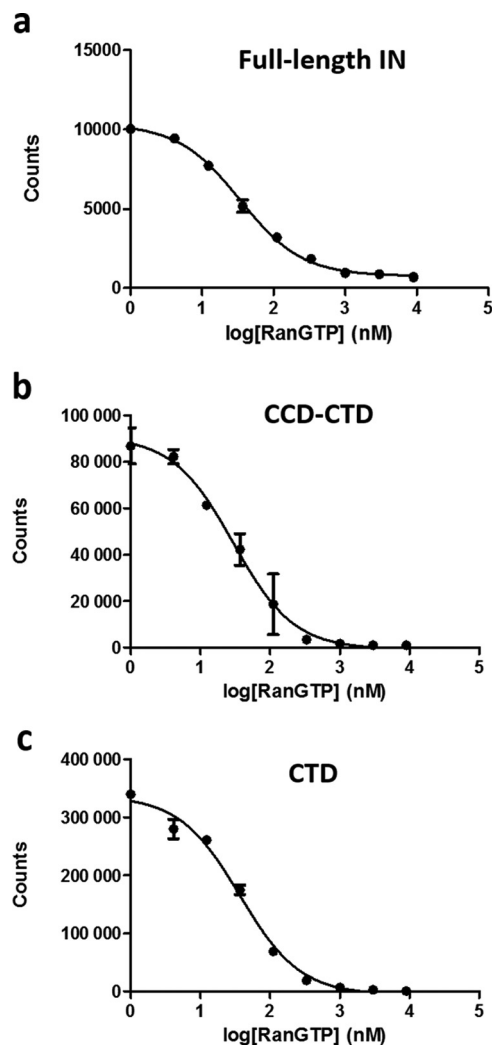 a
Full-length IN
15000
10000
5000
0
Counts
0 1 2 3 4 5
log[RanGTP] (nM)
b
CCD-CTD
100 000
80 000
60 000
40 000
20 000
0
Counts
0 1 2 3 4 5
log[RanGTP] (nM)
c
CTD
400 000
300 000
200 000
100 000
0
Counts
0 1 2 3 4 5
log[RanGTP] (nM)